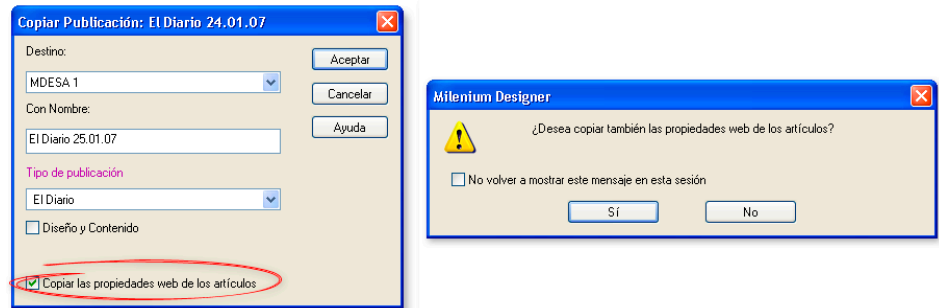 Copiar Publicación: El Diario 24.01.07
Destino:
Aceptar
MDESA 1
Cancelar
Con Nombre:
Ayuda
El Diario 25.01.07
Tipo de publicación
El Diario
Diseño y Contenido
Copiar las propiedades web de los artículos
Milenium Designer
¿Desea copiar también las propiedades web de los artículos?
No volver a mostrar este mensaje en esta sesión
Sí
No